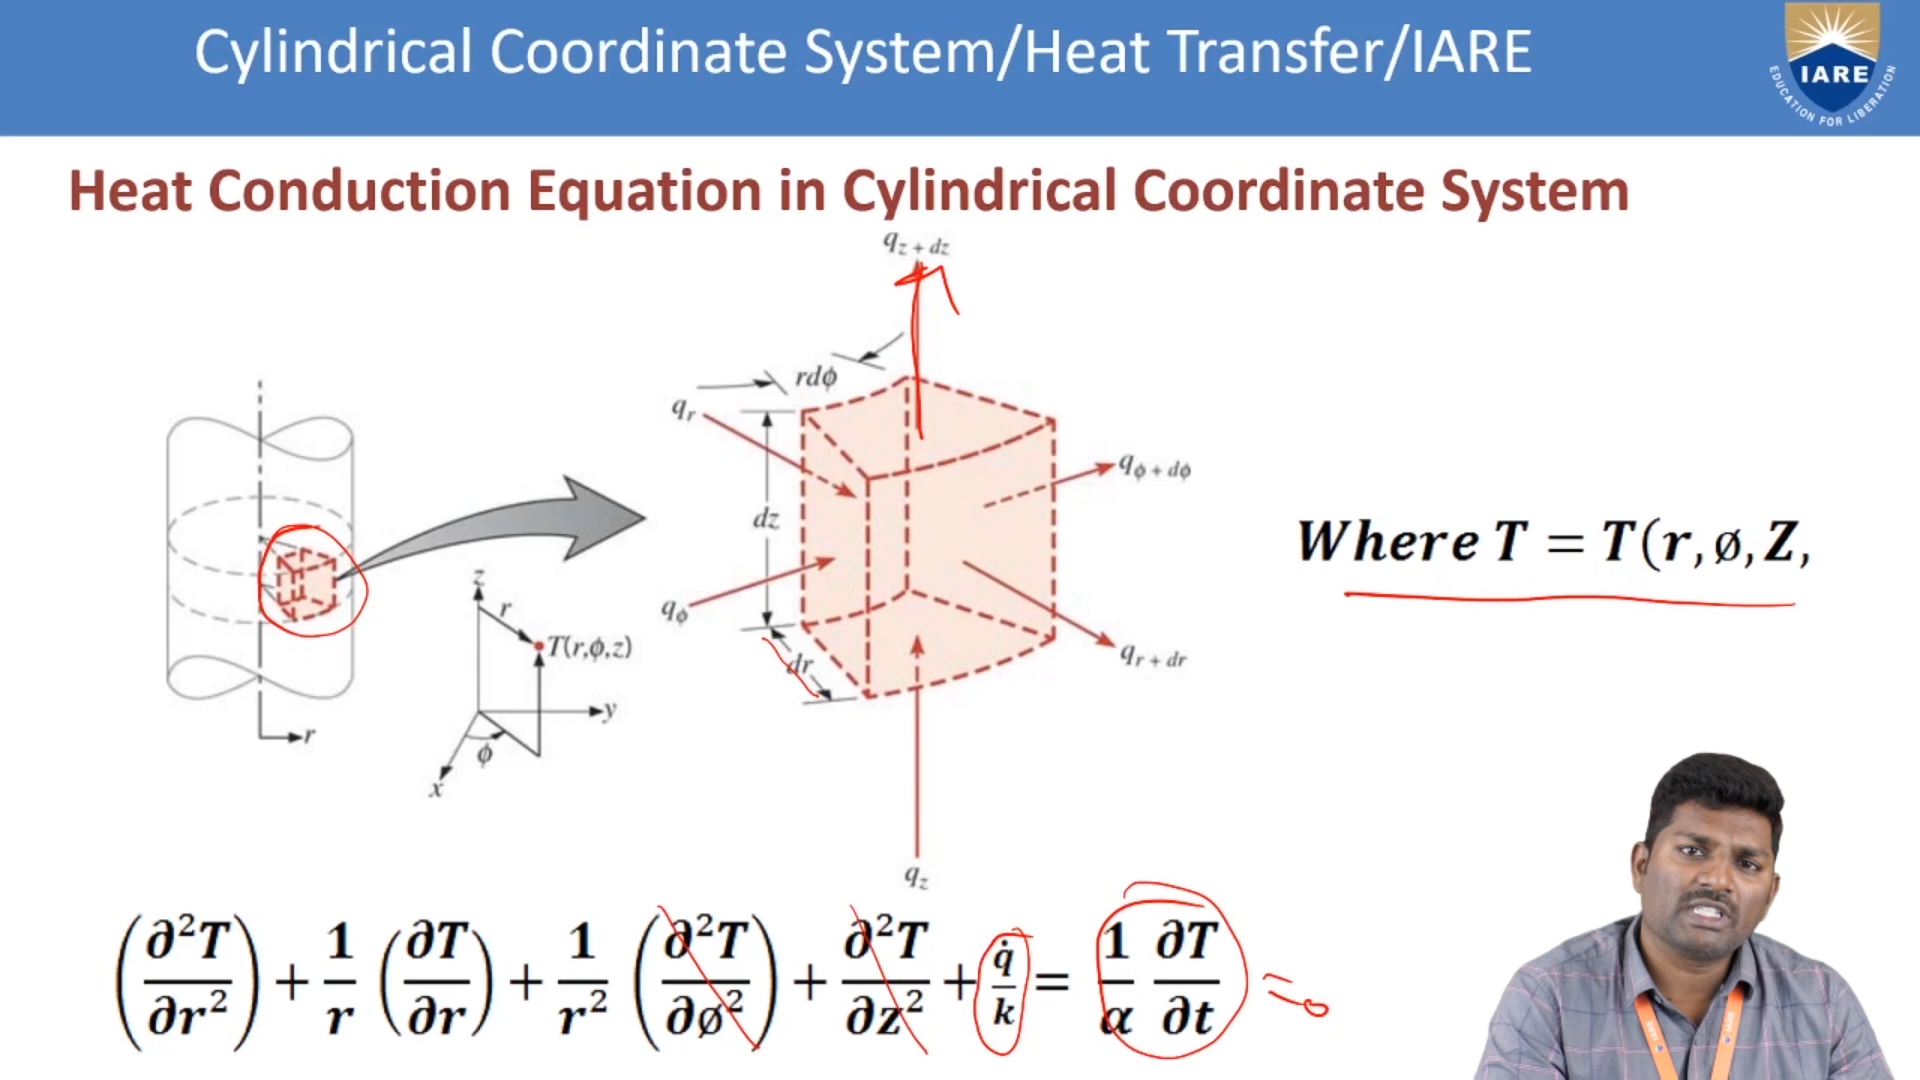 Cylindrical Coordinate System/Heat Transfer/IARE
IARE
EDUCATION FOR LIBERATION
Heat Conduction Equation in Cylindrical Coordinate System
q_{z + dz}
rdϕ
q_r
q_{ϕ + dϕ}
dz
Where T = T(r, ø, Z,
z
r
q_ϕ
T(r,ϕ,z)
dr
q_{r + dr}
r
y
ϕ
x
q_z
(∂²T/∂r²) + 1/r (∂T/∂r) + 1/r² (∂²T/∂ø²) + ∂²T/∂z² + q̇/k = 1/α ∂T/∂t = 0
IARE